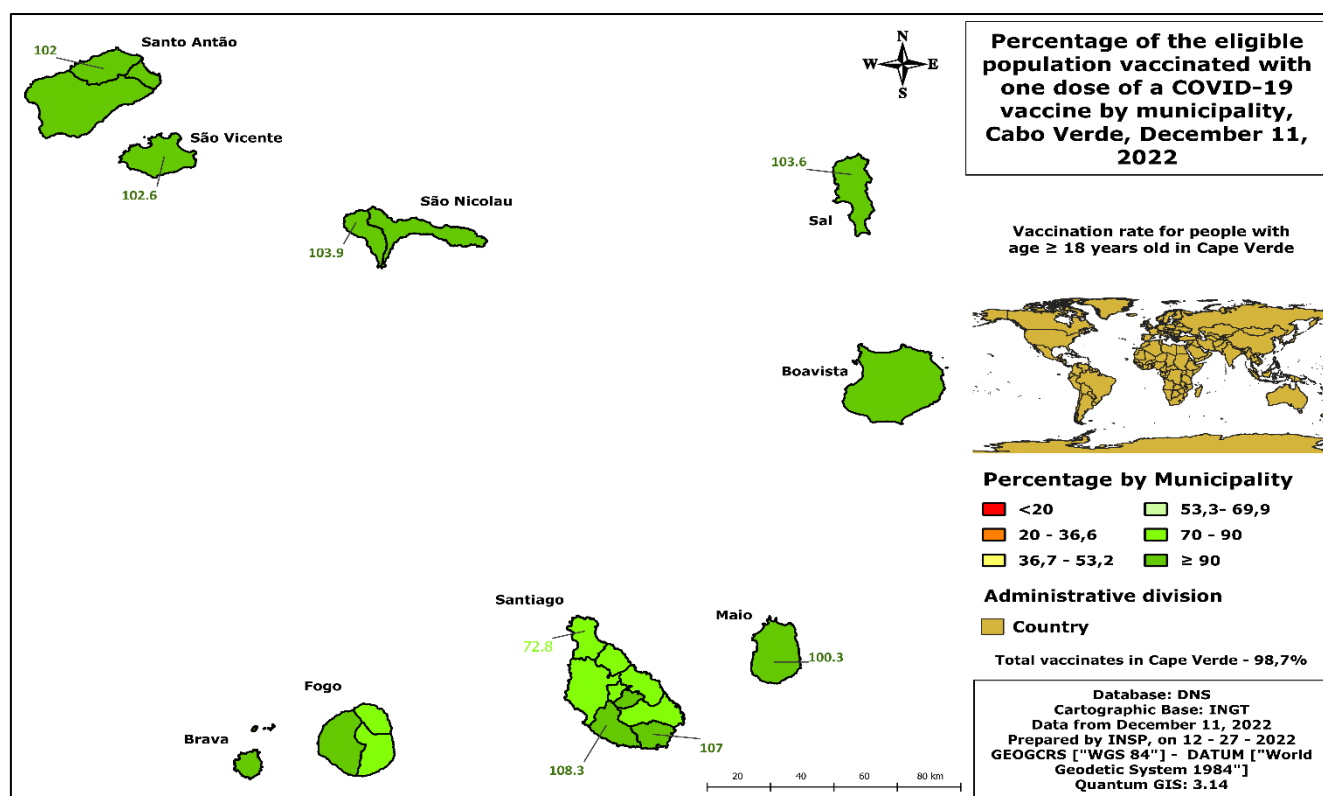 Santo Antão
102
São Vicente
102.6
São Nicolau
103.9
N
W E
S
103.6
Sal
Boavista
Santiago
72.8
Maio
100.3
Fogo
Brava
107
108.3
20 40 60 80 km
Percentage of the eligible
population vaccinated with
one dose of a COVID-19
vaccine by municipality,
Cabo Verde, December 11,
2022
Vaccination rate for people with
age ≥ 18 years old in Cape Verde
Percentage by Municipality
<20
20 - 36,6
36,7 - 53,2
53,3- 69,9
70 - 90
≥ 90
Administrative division
Country
Total vaccinates in Cape Verde - 98,7%
Database: DNS
Cartographic Base: INGT
Data from December 11, 2022
Prepared by INSP, on 12 - 27 - 2022
GEOGCRS ["WGS 84"] - DATUM ["World
Geodetic System 1984"]
Quantum GIS: 3.14